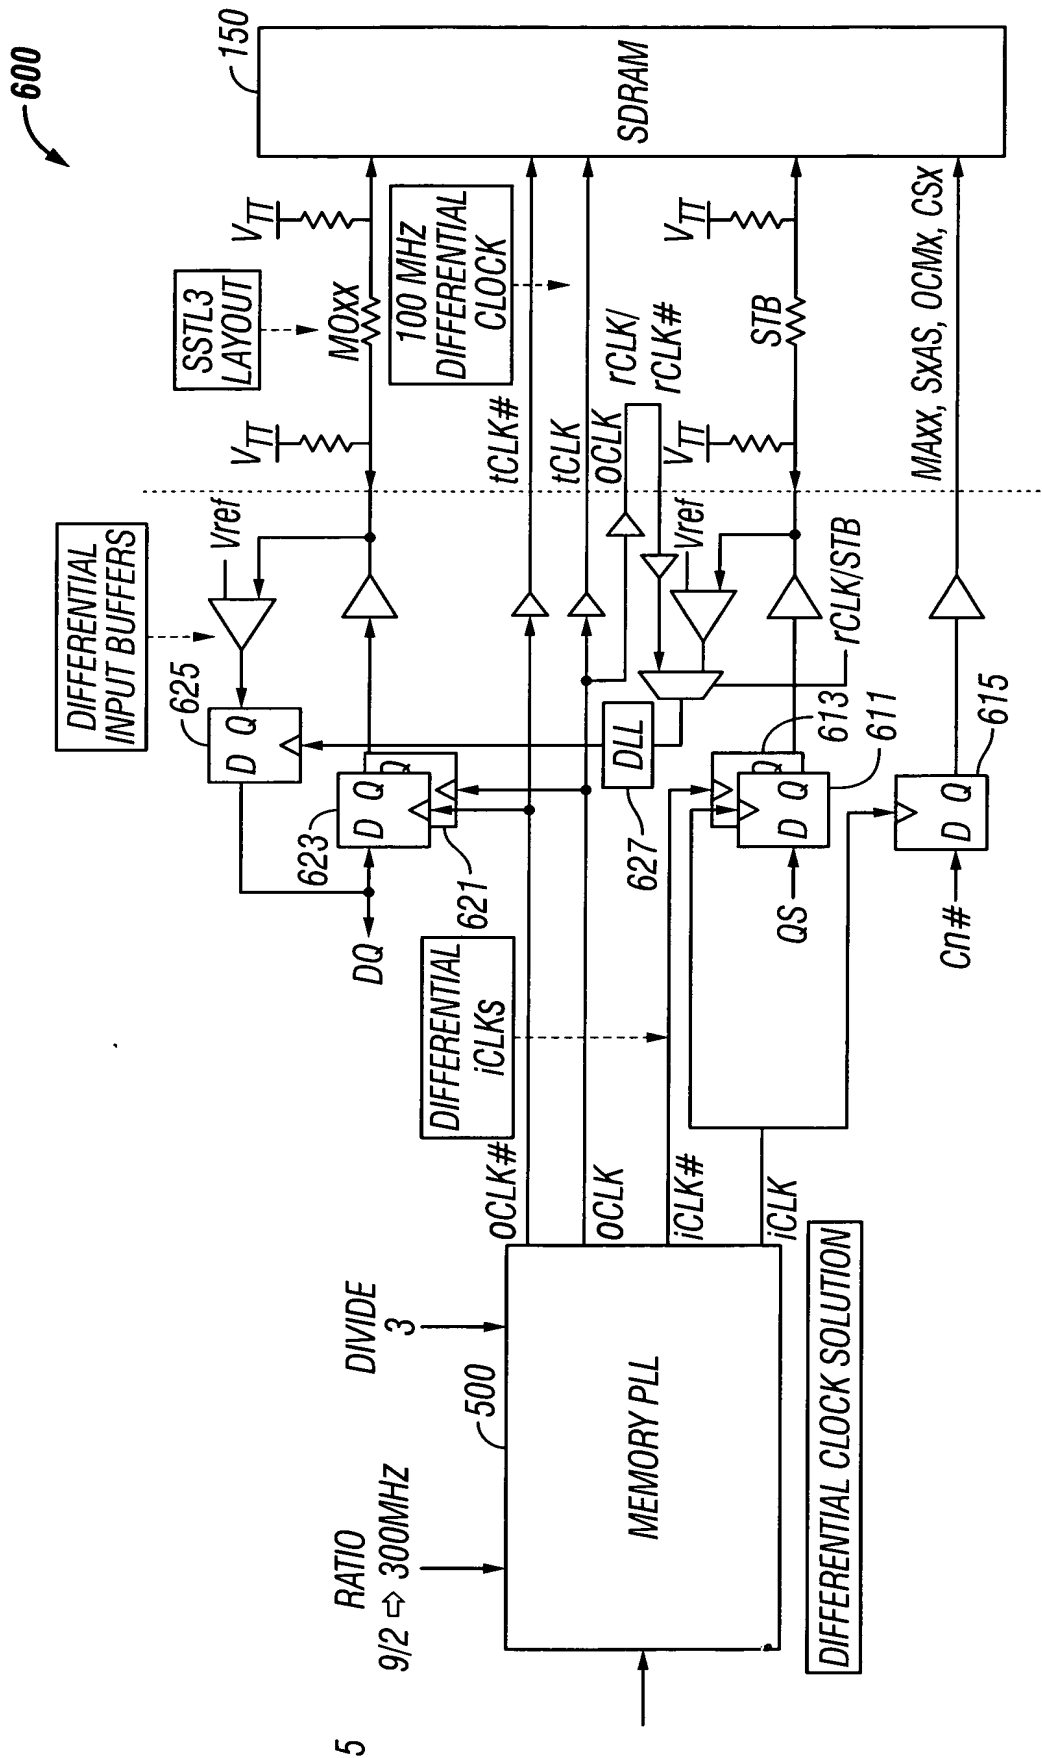 600
150
SDRAM
VTT
VTT
VTT
VTT
SSTL3
LAYOUT
MOXX
100 MHZ
DIFFERENTIAL
CLOCK
tCLK#
tCLK
oCLK
rCLK/
rCLK#
STB
MAxx, SxAS, OCMx, CSx
DIFFERENTIAL
INPUT BUFFERS
Vref
Vref
rCLK/STB
625
D Q
623
D Q
Q
621
DQ
DLL
627
613
611
Q
D Q
QS
615
D Q
Cn#
DIFFERENTIAL
iCLKs
oCLK#
oCLK
iCLK#
iCLK
DIVIDE
3
500
RATIO
9/2 ⇨ 300MHZ
MEMORY PLL
DIFFERENTIAL CLOCK SOLUTION
5